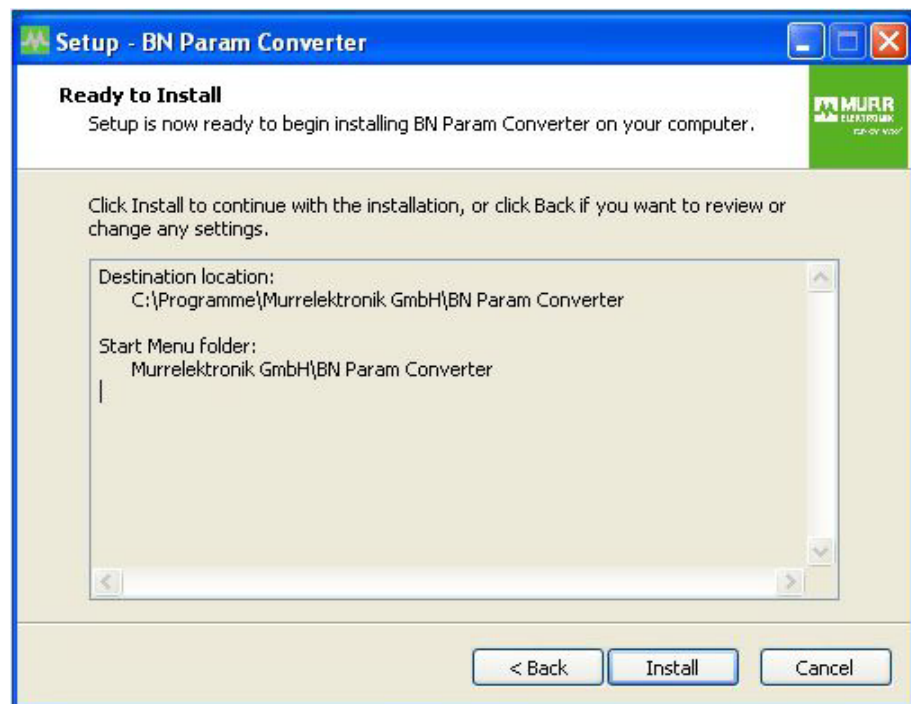 Setup - BN Param Converter
Ready to Install
Setup is now ready to begin installing BN Param Converter on your computer.
MURR
ELEKTRONIK
Click Install to continue with the installation, or click Back if you want to review or
change any settings.
Destination location:
C:\Programme\Murrelektronik GmbH\BN Param Converter
Start Menu folder:
Murrelektronik GmbH\BN Param Converter
< Back
Install
Cancel